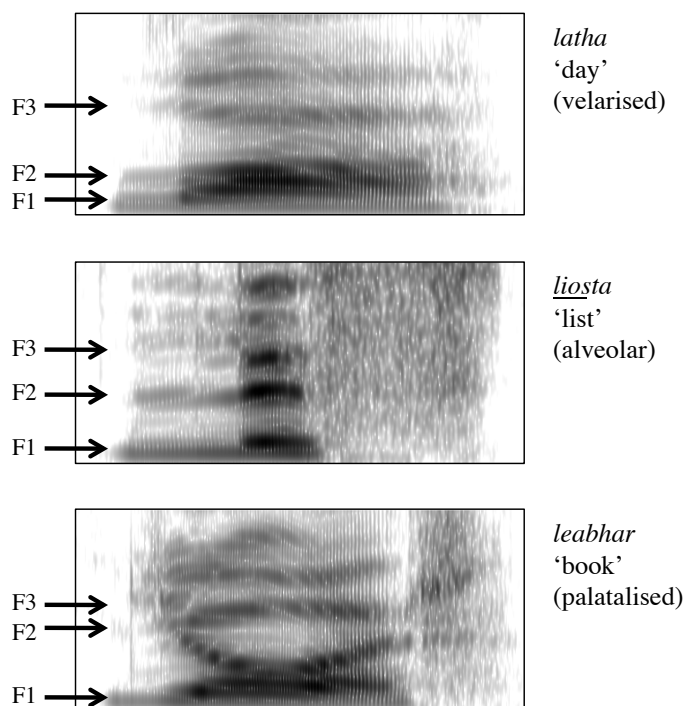 latha
'day'
(velarised)
F3
F2
F1
liosta
'list'
(alveolar)
F3
F2
F1
leabhar
'book'
(palatalised)
F3
F2
F1